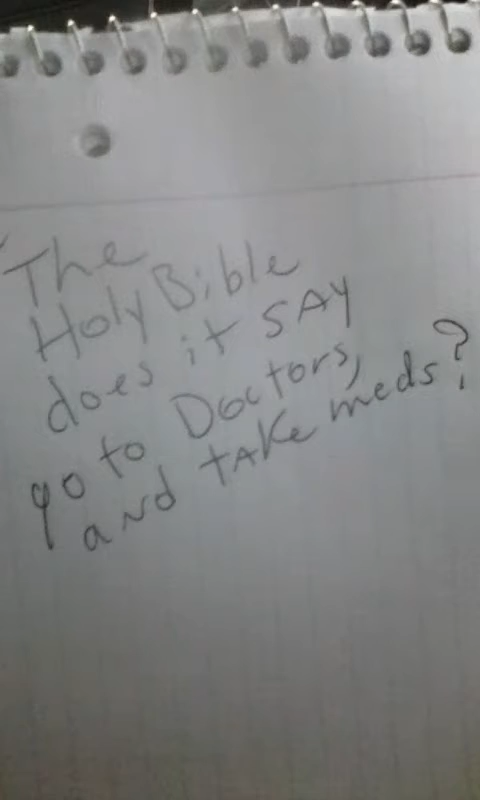 The
Holy Bible
does it SAY
go to Doctors,
and tAKe meds?